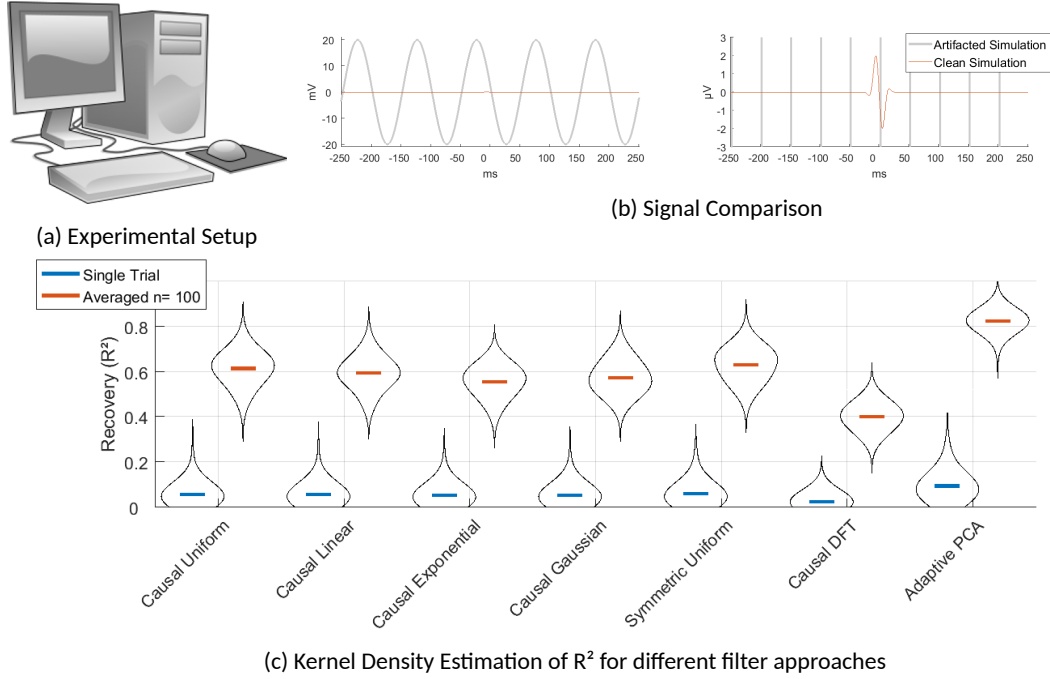 20
10
0
-10
-20
mV
-250 -200 -150 -100 -50 0 50 100 150 200 250
ms
3
2
1
0
-1
-2
-3
µV
-250 -200 -150 -100 -50 0 50 100 150 200 250
ms
Artifacted Simulation
Clean Simulation
(b) Signal Comparison
(a) Experimental Setup
Single Trial
Averaged n= 100
0.8
0.6
0.4
0.2
0
Recovery (R²)
Causal Uniform
Causal Linear
Causal Exponential
Causal Gaussian
Symmetric Uniform
Causal DFT
Adaptive PCA
(c) Kernel Density Estimation of R² for different filter approaches